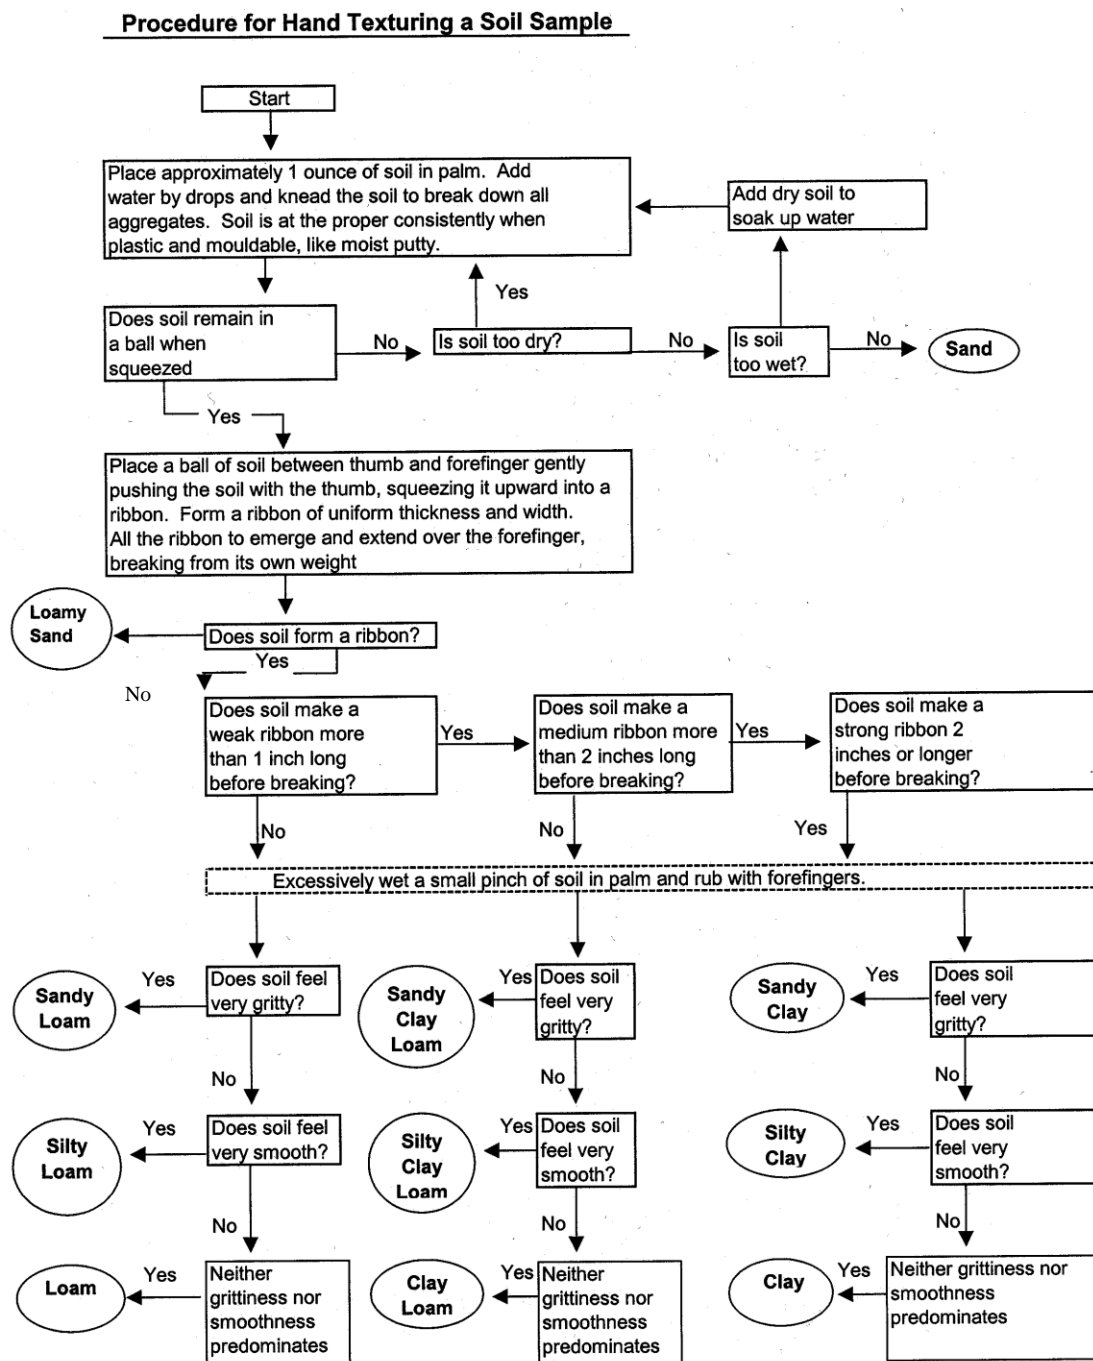 Procedure for Hand Texturing a Soil Sample
Start
Place approximately 1 ounce of soil in palm. Add
water by drops and knead the soil to break down all
aggregates. Soil is at the proper consistently when
plastic and mouldable, like moist putty.
Add dry soil to
soak up water
Yes
Does soil remain in
a ball when
squeezed
No
Is soil too dry?
No
Is soil
too wet?
No
Sand
Yes
Place a ball of soil between thumb and forefinger gently
pushing the soil with the thumb, squeezing it upward into a
ribbon. Form a ribbon of uniform thickness and width.
All the ribbon to emerge and extend over the forefinger,
breaking from its own weight
Loamy
Sand
Does soil form a ribbon?
Yes
No
Does soil make a
weak ribbon more
than 1 inch long
before breaking?
Yes
Does soil make a
medium ribbon more
than 2 inches long
before breaking?
Yes
Does soil make a
strong ribbon 2
inches or longer
before breaking?
No
No
Yes
Excessively wet a small pinch of soil in palm and rub with forefingers.
Sandy
Loam
Yes
Does soil feel
very gritty?
Sandy
Clay
Loam
Yes
Does soil
feel very
gritty?
Sandy
Clay
Yes
Does soil
feel very
gritty?
No
No
No
Silty
Loam
Yes
Does soil feel
very smooth?
Silty
Clay
Loam
Yes
Does soil
feel very
smooth?
Silty
Clay
Yes
Does soil
feel very
smooth?
No
No
No
Loam
Yes
Neither
grittiness nor
smoothness
predominates
Clay
Loam
Yes
Neither
grittiness nor
smoothness
predominates
Clay
Yes
Neither grittiness nor
smoothness
predominates